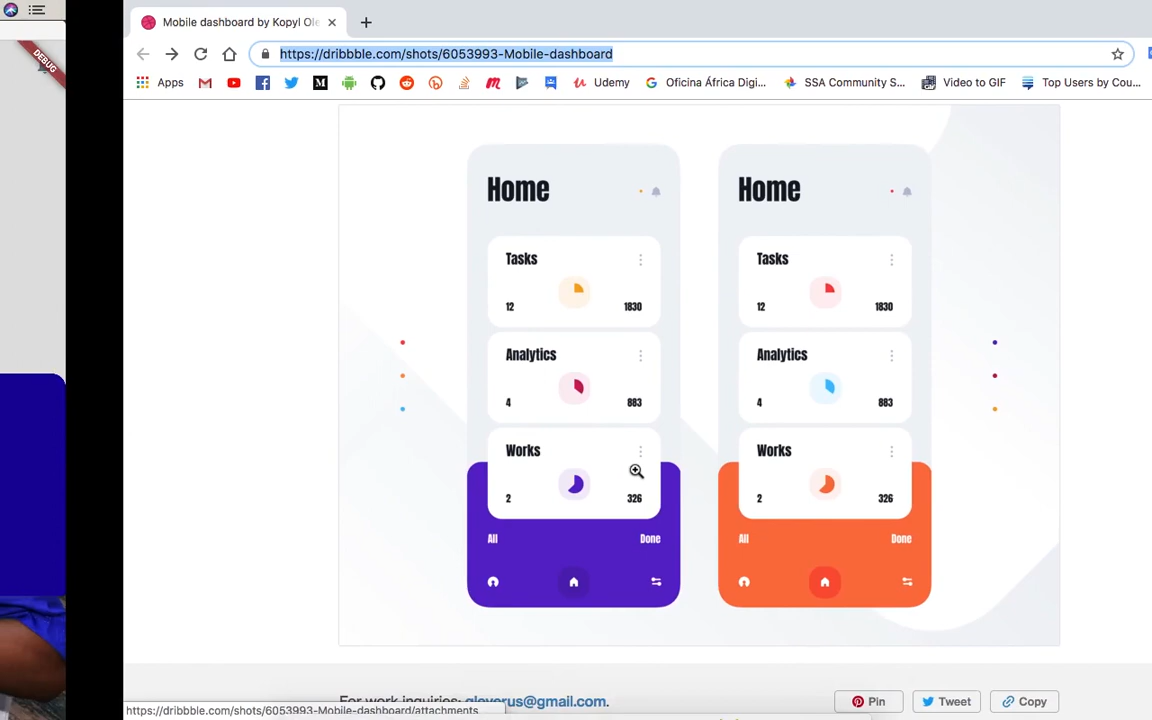 DEBUG
Mobile dashboard by Kopyl Ole
https://dribbble.com/shots/6053993-Mobile-dashboard
Apps
Udemy
Oficina África Digi...
SSA Community S...
Video to GIF
Top Users by Cou...
Home
Tasks
12 1830
Analytics
4 883
Works
2 326
All Done
Home
Tasks
12 1830
Analytics
4 883
Works
2 326
All Done
For work inquiries: gloverus@gmail.com.
Pin
Tweet
Copy
https://dribbble.com/shots/6053993-Mobile-dashboard/attachments